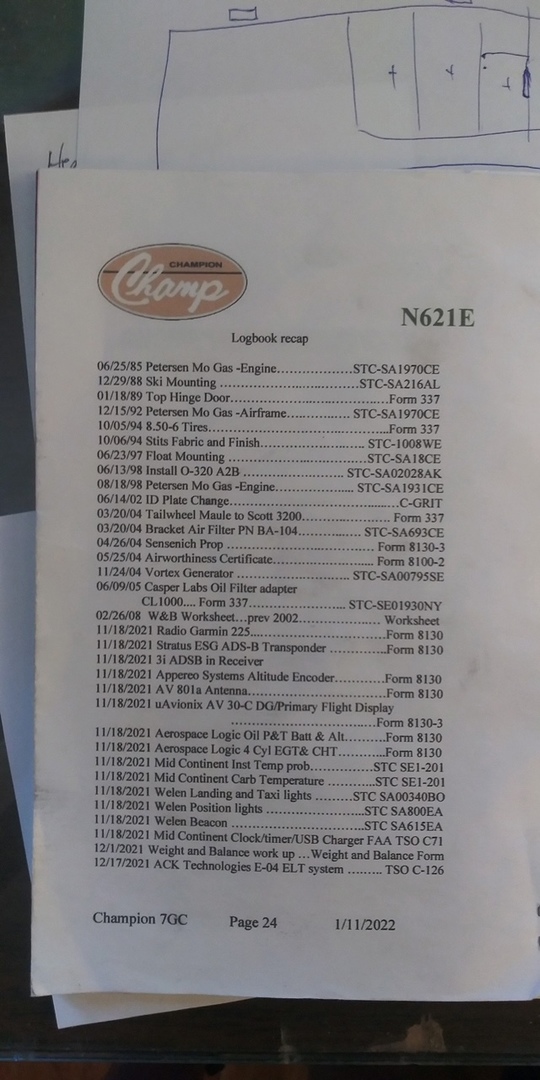 CHAMPION
Champ
N621E
Logbook recap
06/25/85 Petersen Mo Gas -Engine....................STC-SA1970CE
12/29/88 Ski Mounting ....................................STC-SA216AL
01/18/89 Top Hinge Door........................................Form 337
12/15/92 Petersen Mo Gas -Airframe................. STC-SA1970CE
10/05/94 8.50-6 Tires..............................................Form 337
10/06/94 Stits Fabric and Finish........................... STC-1008WE
06/23/97 Float Mounting ....................................STC-SA18CE
06/13/98 Install O-320 A2B .......................... STC-SA02028AK
08/18/98 Petersen Mo Gas -Engine.................... STC-SA1931CE
06/14/02 ID Plate Change............................................C-GRIT
03/20/04 Tailwheel Maule to Scott 3200...................... Form 337
03/20/04 Bracket Air Filter PN BA-104................. STC-SA693CE
04/26/04 Sensenich Prop ...................................... Form 8130-3
05/25/04 Airworthiness Certificate........................... Form 8100-2
11/24/04 Vortex Generator ............................. STC-SA00795SE
06/09/05 Casper Labs Oil Filter adapter
CL1000.... Form 337......................... STC-SE01930NY
02/26/08 W&B Worksheet...prev 2002...................... Worksheet
11/18/2021 Radio Garmin 225..................................Form 8130
11/18/2021 Stratus ESG ADS-B Transponder ...............Form 8130
11/18/2021 3i ADSB in Receiver
11/18/2021 Appereo Systems Altitude Encoder.............Form 8130
11/18/2021 AV 801a Antenna...................................Form 8130
11/18/2021 uAvionix AV 30-C DG/Primary Flight Display
.....................................Form 8130-3
11/18/2021 Aerospace Logic Oil P&T Batt & Alt...........Form 8130
11/18/2021 Aerospace Logic 4 Cyl EGT& CHT............Form 8130
11/18/2021 Mid Continent Inst Temp prob................STC SE1-201
11/18/2021 Mid Continent Carb Temperature ............STC SE1-201
11/18/2021 Welen Landing and Taxi lights .........STC SA00340BO
11/18/2021 Welen Position lights ..........................STC SA800EA
11/18/2021 Welen Beacon ...................................STC SA615EA
11/18/2021 Mid Continent Clock/timer/USB Charger FAA TSO C71
12/1/2021 Weight and Balance work up ...Weight and Balance Form
12/17/2021 ACK Technologies E-04 ELT system ......... TSO C-126
Champion 7GC Page 24 1/11/2022